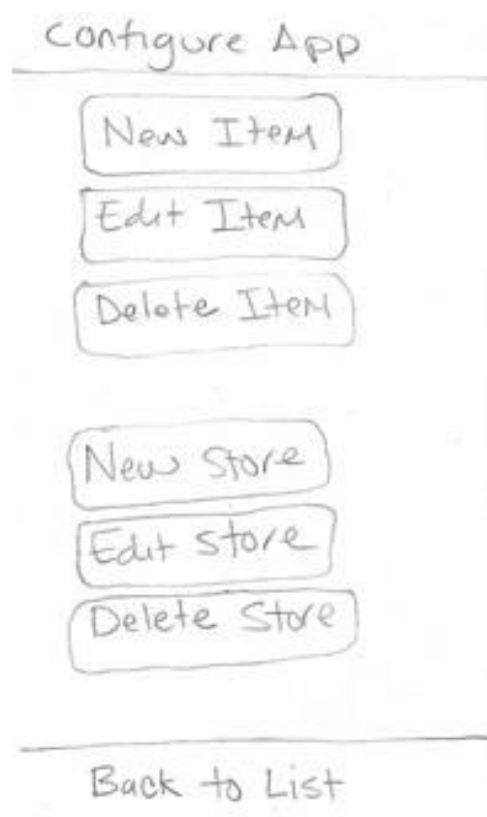 Configure App
New Item
Edit Item
Delete Item
New Store
Edit Store
Delete Store
Back to List